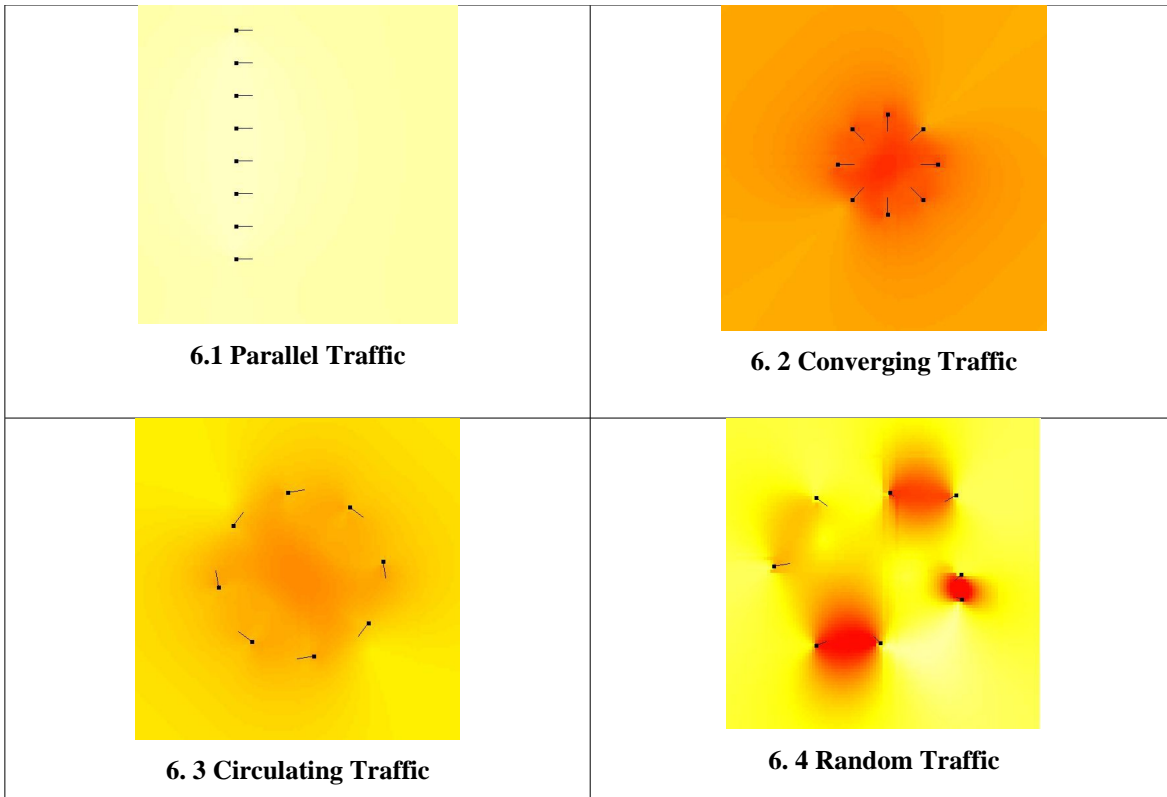 6.1 Parallel Traffic
6. 2 Converging Traffic
6. 3 Circulating Traffic
6. 4 Random Traffic